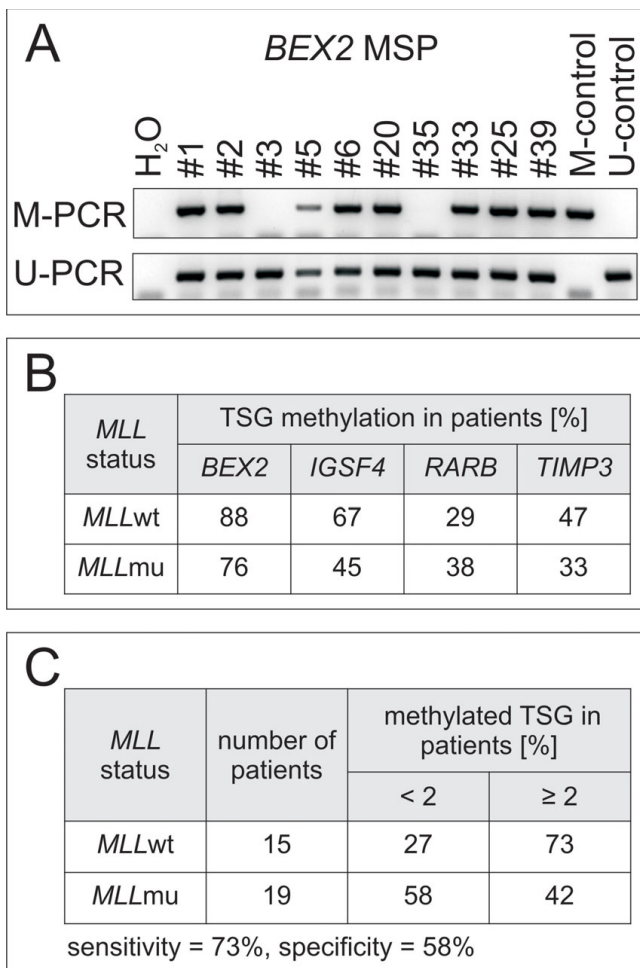 A
BEX2 MSP
H₂O #1 #2 #3 #5 #6 #20 #35 #33 #25 #39 M-control U-control
M-PCR
U-PCR
B
MLL status TSG methylation in patients [%]
BEX2 IGSF4 RARB TIMP3
MLLwt 88 67 29 47
MLLmu 76 45 38 33
C
MLL status number of patients methylated TSG in patients [%]
< 2 ≥ 2
MLLwt 15 27 73
MLLmu 19 58 42
sensitivity = 73%, specificity = 58%